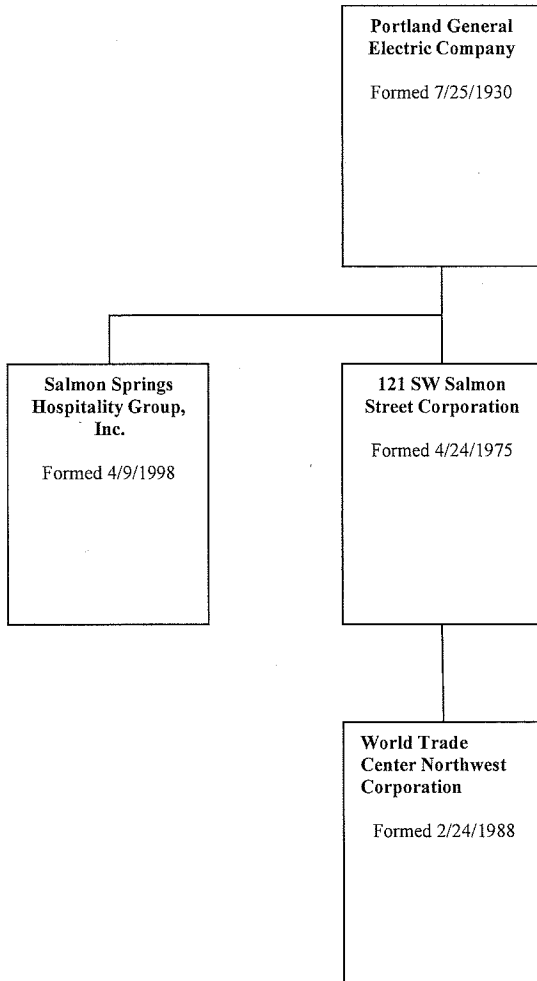 Portland General
Electric Company
Formed 7/25/1930
Salmon Springs
Hospitality Group,
Inc.
Formed 4/9/1998
121 SW Salmon
Street Corporation
Formed 4/24/1975
World Trade
Center Northwest
Corporation
Formed 2/24/1988